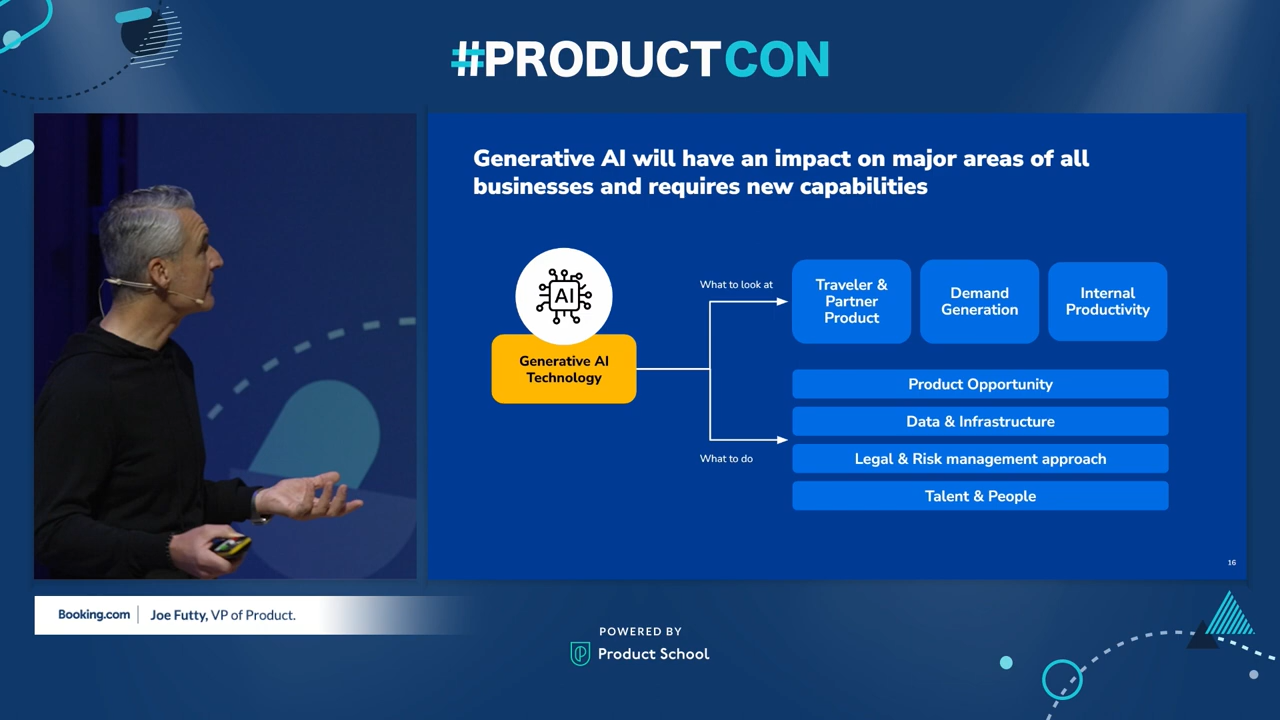 #PRODUCTCON
Generative AI will have an impact on major areas of all
businesses and requires new capabilities
AI
Generative AI
Technology
What to look at
Traveler &
Partner
Product
Demand
Generation
Internal
Productivity
What to do
Product Opportunity
Data & Infrastructure
Legal & Risk management approach
Talent & People
16
Booking.com
Joe Futty, VP of Product.
POWERED BY
Product School